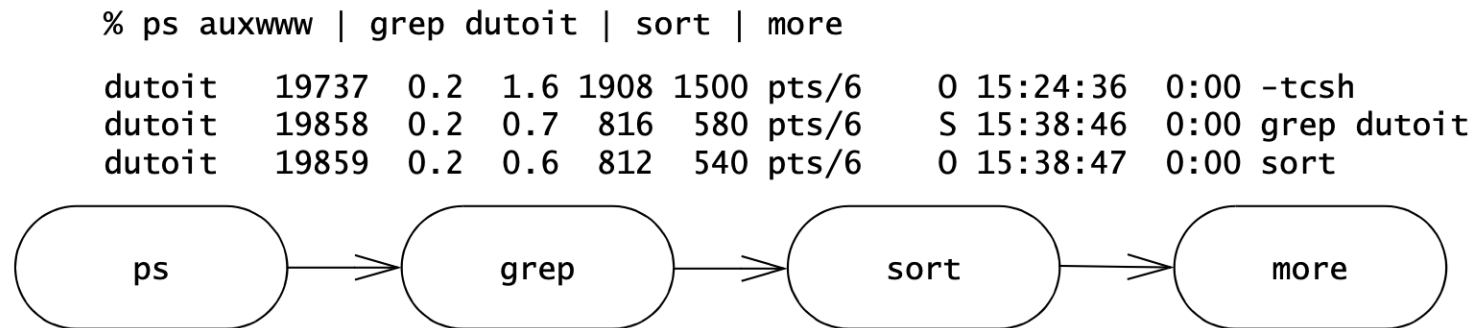 % ps auxwww | grep dutoit | sort | more
dutoit   19737  0.2  1.6 1908 1500 pts/6    O 15:24:36  0:00 -tcsh
dutoit   19858  0.2  0.7  816  580 pts/6    S 15:38:46  0:00 grep dutoit
dutoit   19859  0.2  0.6  812  540 pts/6    O 15:38:47  0:00 sort
ps grep sort more